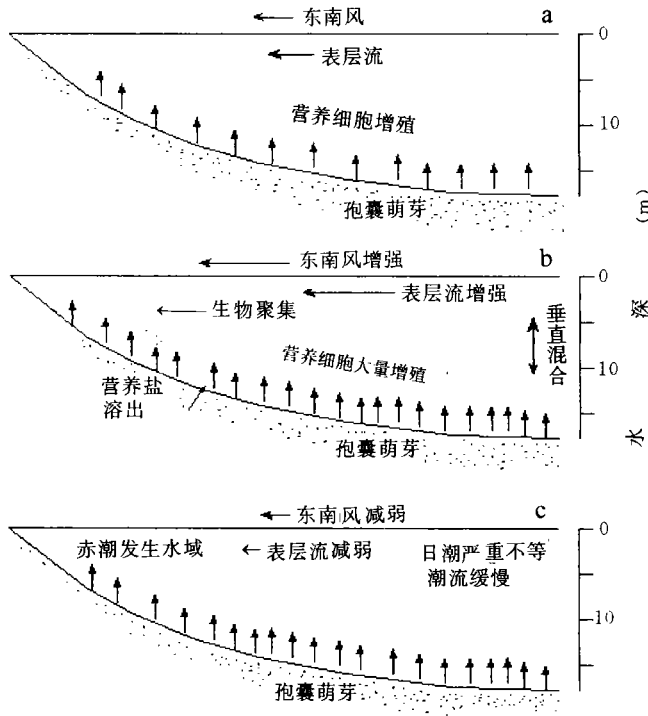 东南风
a
表层流
0
营养细胞增殖
10
孢囊萌芽
(m)
东南风增强
b
0
表层流增强
生物聚集
垂直混合
深
营养细胞大量增殖
10
营养盐
溶出
孢囊萌芽
水
东南风减弱
c
0
赤潮发生水域
表层流减弱
日潮严重不等
潮流缓慢
10
孢囊萌芽